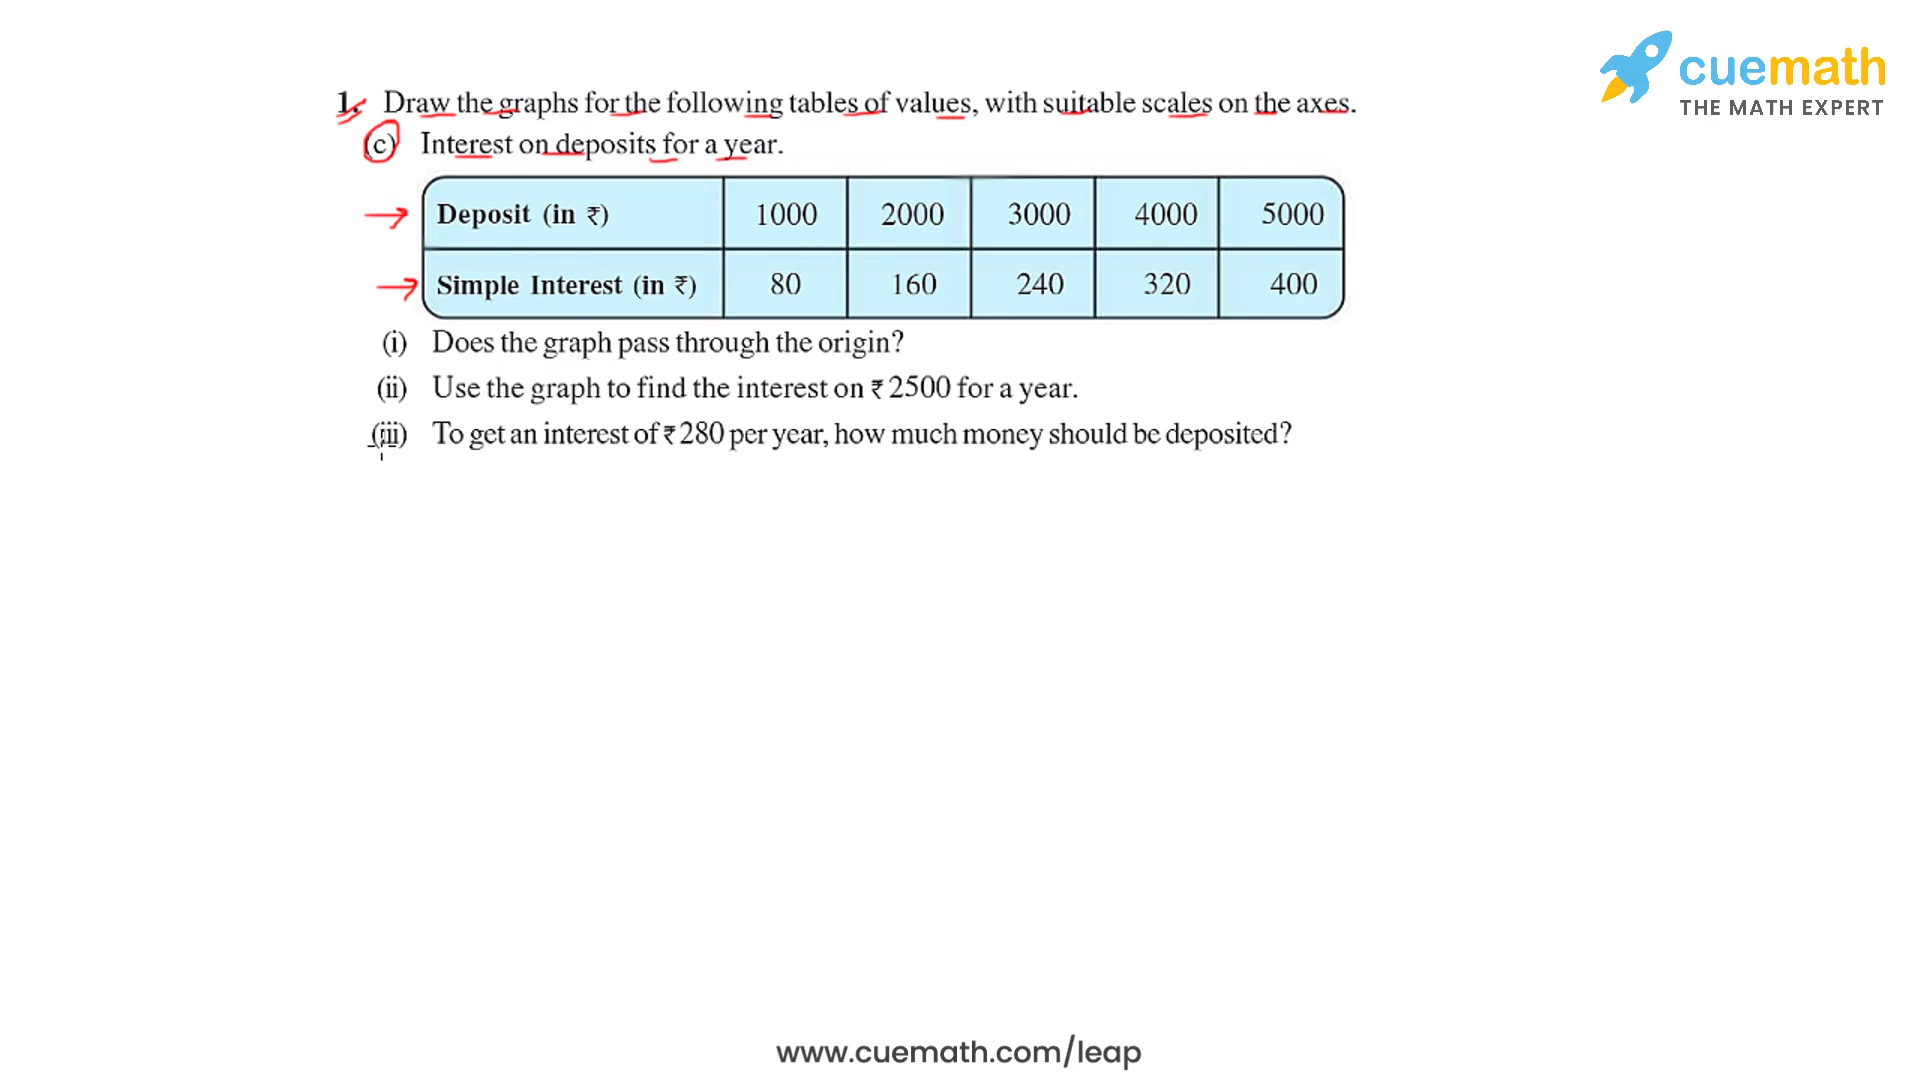 cuemath
THE MATH EXPERT
1. Draw the graphs for the following tables of values, with suitable scales on the axes.
(c) Interest on deposits for a year.
Deposit (in ₹) 1000 2000 3000 4000 5000
Simple Interest (in ₹) 80 160 240 320 400
(i) Does the graph pass through the origin?
(ii) Use the graph to find the interest on ₹ 2500 for a year.
(iii) To get an interest of ₹ 280 per year, how much money should be deposited?
www.cuemath.com/leap